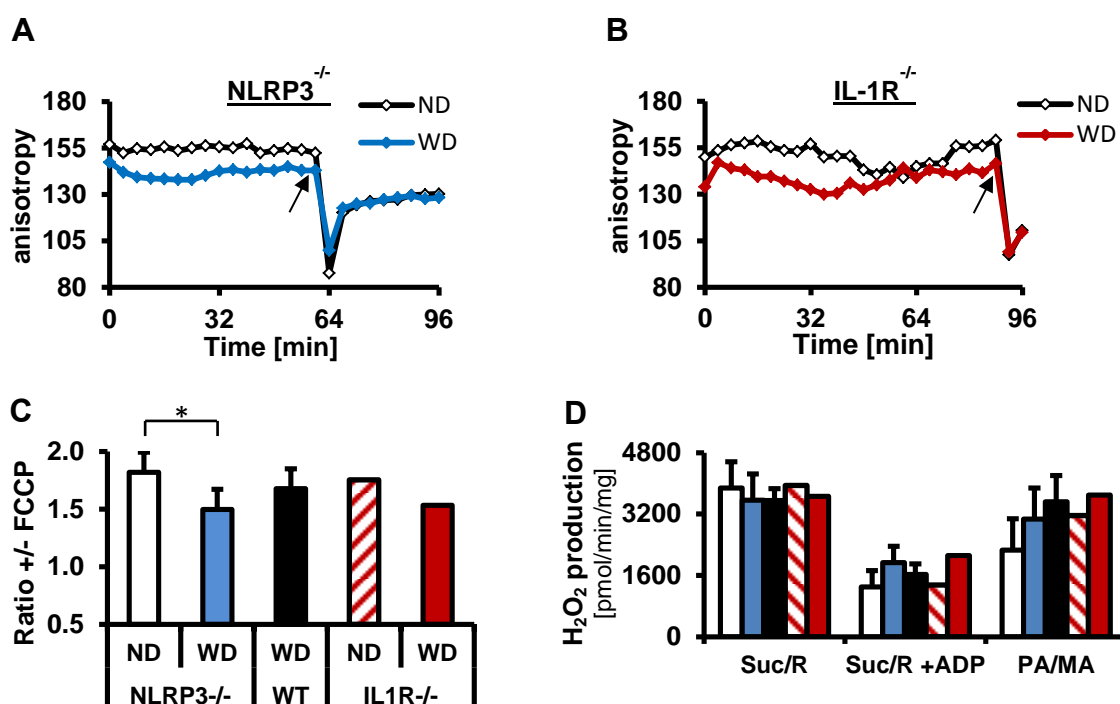 A
NLRP3-/-
ND
WD
anisotropy
180
155
130
105
80
0
32
64
96
Time [min]
B
IL-1R-/-
ND
WD
anisotropy
180
155
130
105
80
0
32
64
96
Time [min]
C
*
Ratio +/- FCCP
2.0
1.5
1.0
0.5
ND WD WD ND WD
NLRP3-/- WT IL1R-/-
D
H₂O₂ production
[pmol/min/mg]
4800
3200
1600
0
Suc/R Suc/R +ADP PA/MA